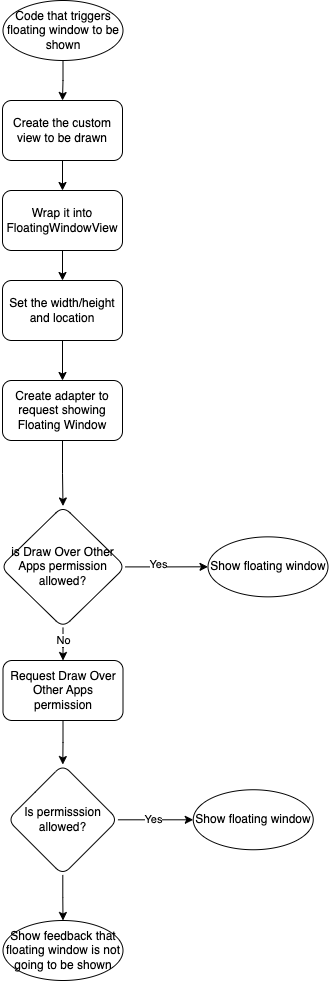 Code that triggers
floating window to be
shown
Create the custom
view to be drawn
Wrap it into
FloatingWindowView
Set the width/height
and location
Create adapter to
request showing
Floating Window
is Draw Over Other
Apps permission
allowed?
Yes
Show floating window
No
Request Draw Over
Other Apps
permission
Is permisssion
allowed?
Yes
Show floating window
Show feedback that
floating window is not
going to be shown